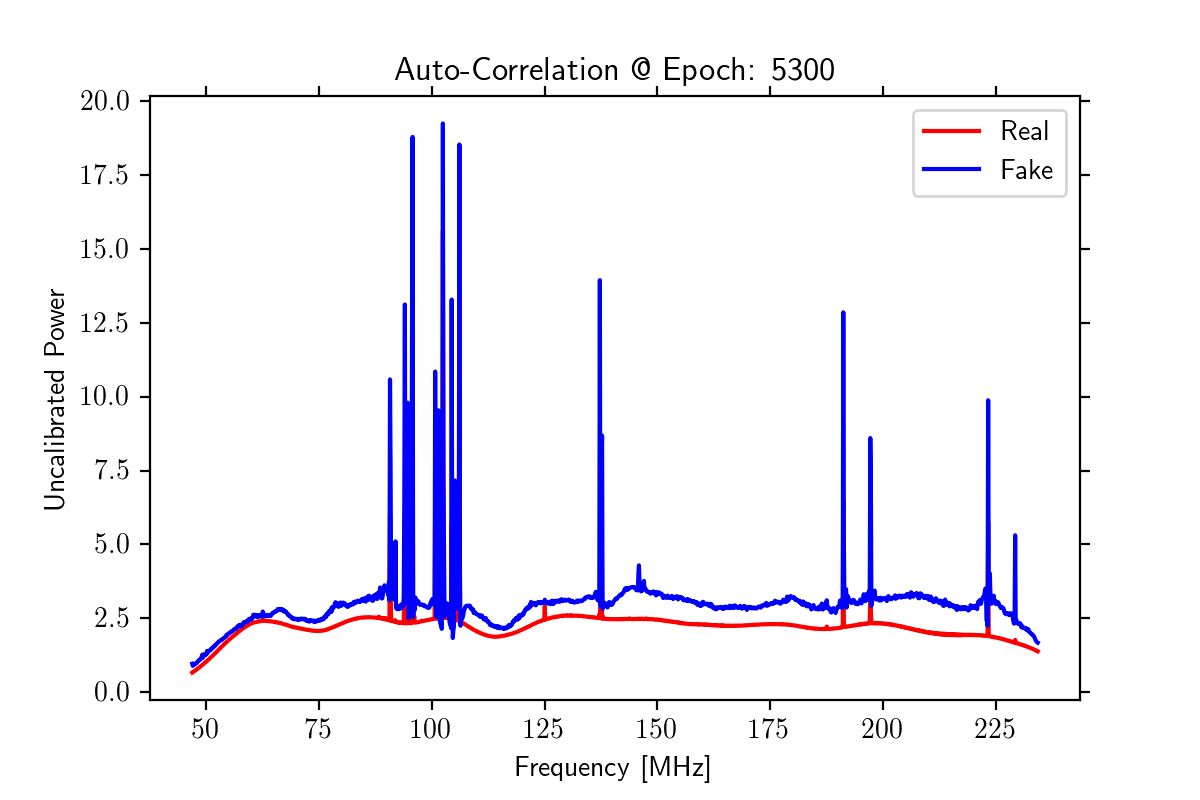 Auto-Correlation @ Epoch: 5300
20.0
17.5
15.0
12.5
10.0
7.5
5.0
2.5
0.0
Uncalibrated Power
Real
Fake
50 75 100 125 150 175 200 225
Frequency [MHz]